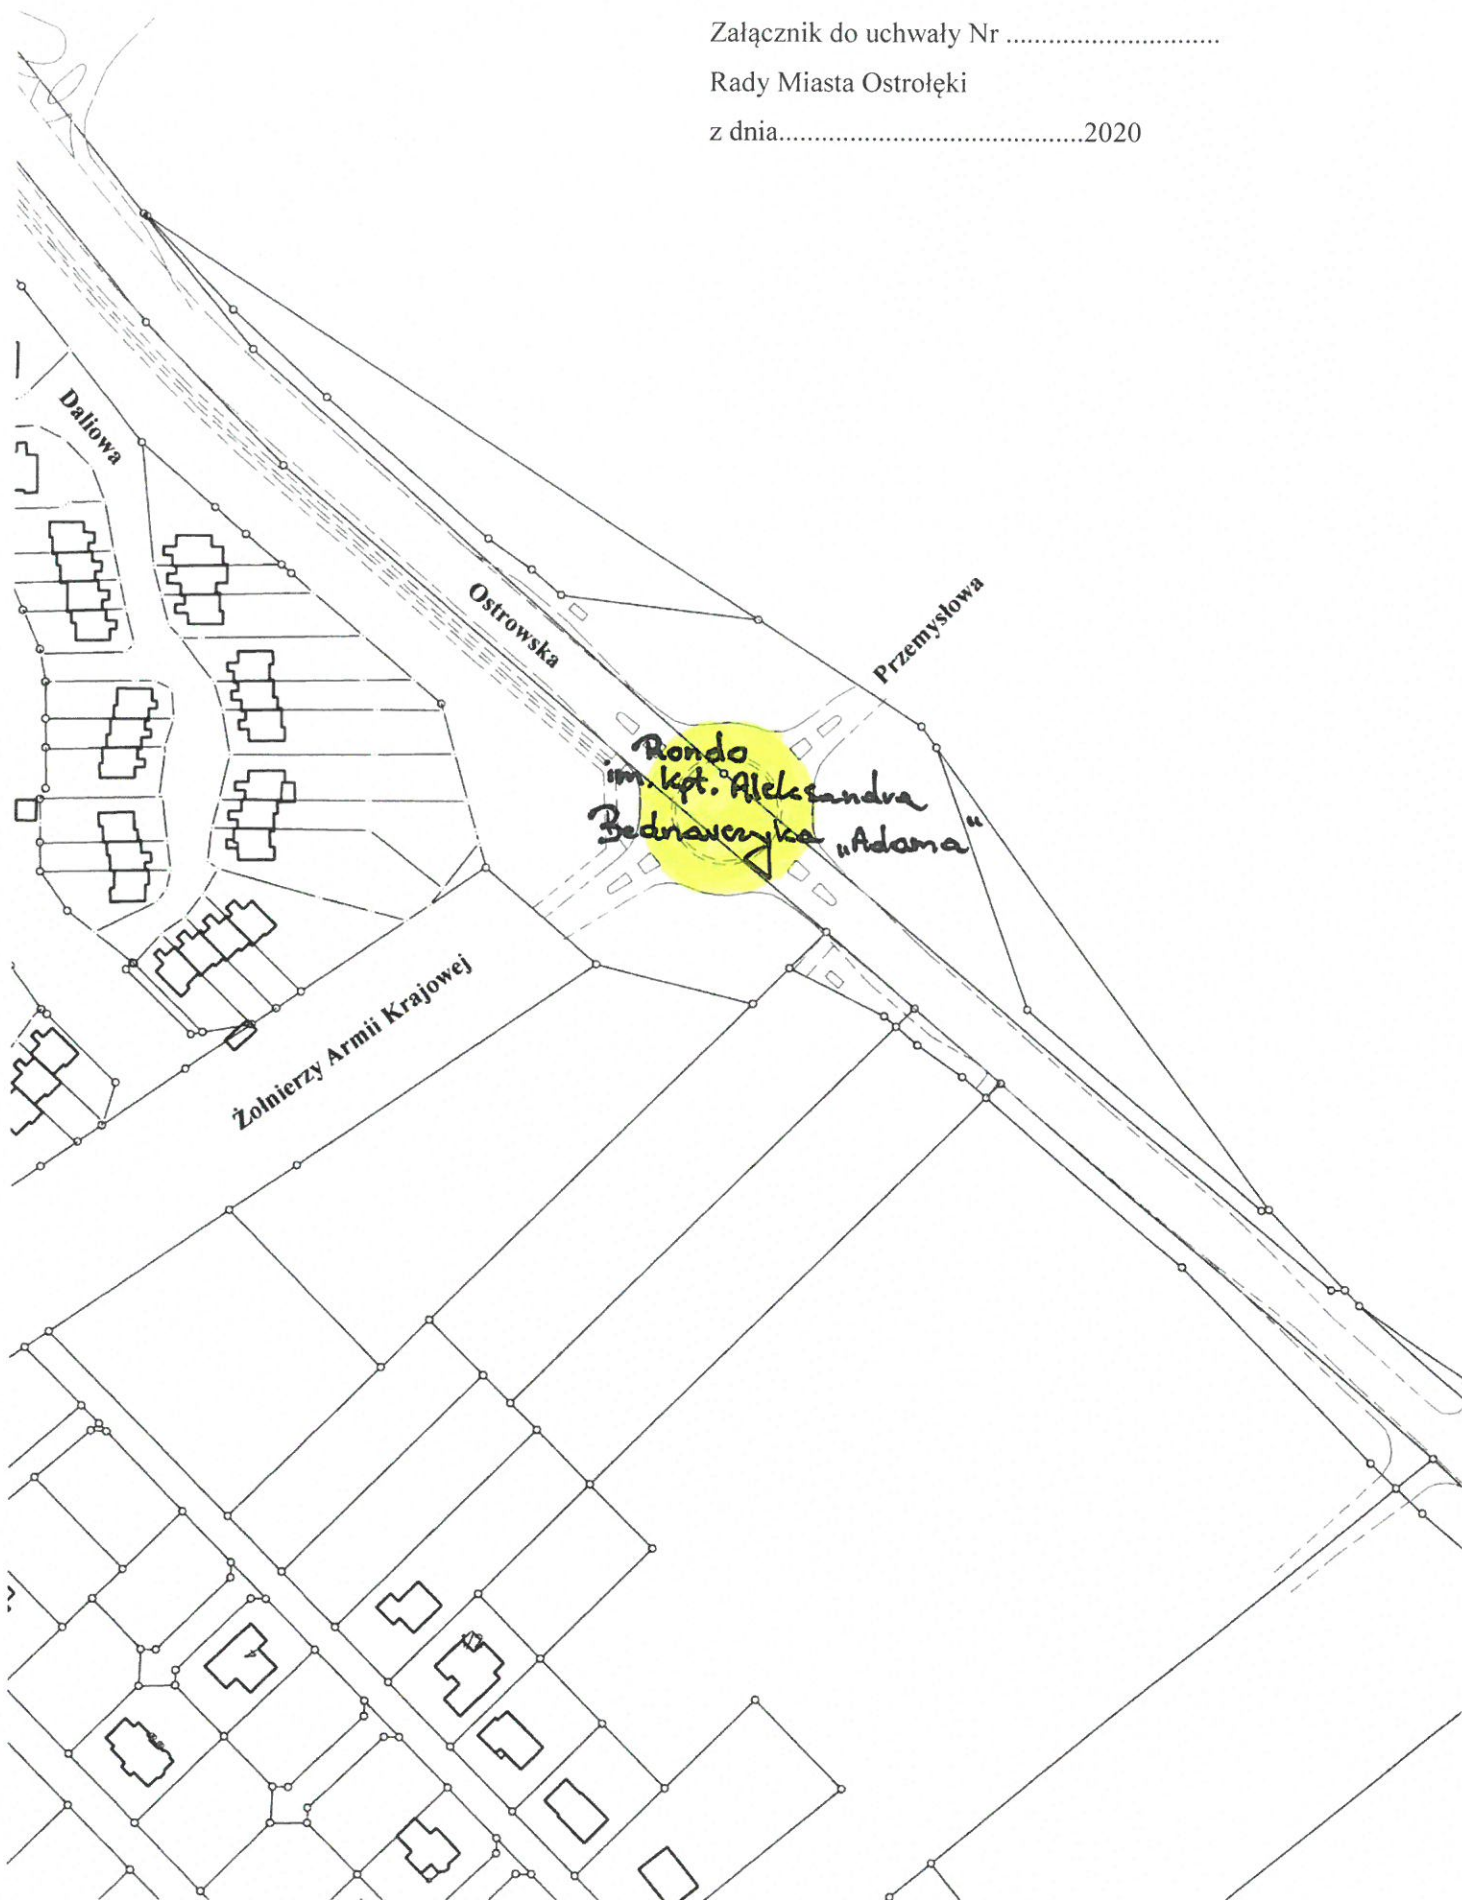 Załącznik do uchwały Nr ..............................
Rady Miasta Ostrołęki
z dnia...........................................2020
Daliowa
Ostrowska
Przemysłowa
Rondo
im. kpt. Aleksandra
Bednarczyka „Adama"
Żołnierzy Armii Krajowej